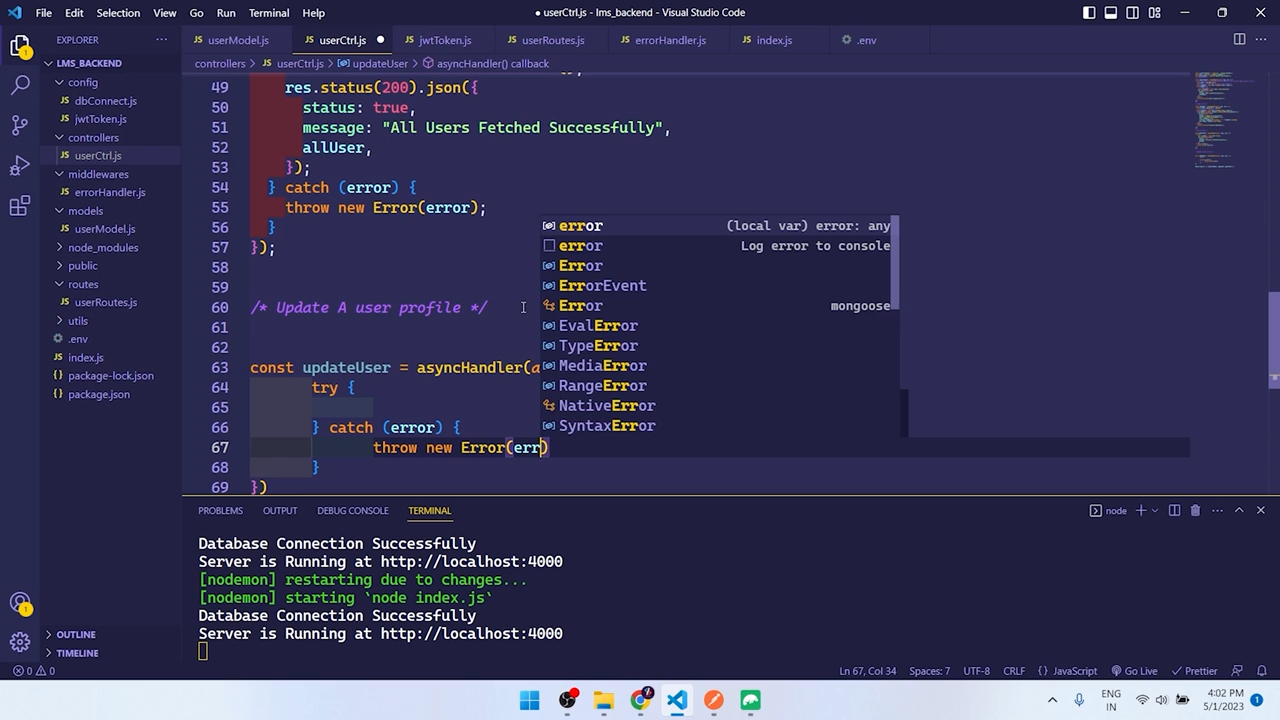 File Edit Selection View Go Run Terminal Help
● userCtrl.js - lms_backend - Visual Studio Code
EXPLORER
userModel.js
userCtrl.js
jwtToken.js
userRoutes.js
errorHandler.js
index.js
.env
LMS_BACKEND
config
dbConnect.js
jwtToken.js
controllers
userCtrl.js
middlewares
errorHandler.js
models
userModel.js
node_modules
public
routes
userRoutes.js
utils
.env
index.js
package-lock.json
package.json
OUTLINE
TIMELINE
controllers > userCtrl.js > updateUser > asyncHandler() callback
49 res.status(200).json({
50 status: true,
51 message: "All Users Fetched Successfully",
52 allUser,
53 });
54 } catch (error) {
55 throw new Error(error);
56 }
57 });
58
59
60 /* Update A user profile */
61
62
63 const updateUser = asyncHandler(a
64 try {
65
66 } catch (error) {
67 throw new Error(err)
68 }
69 })
error (local var) error: any
error Log error to console
Error
ErrorEvent
Error mongoose
EvalError
TypeError
MediaError
RangeError
NativeError
SyntaxError
PROBLEMS OUTPUT DEBUG CONSOLE TERMINAL
node
Database Connection Successfully
Server is Running at http://localhost:4000
[nodemon] restarting due to changes...
[nodemon] starting `node index.js`
Database Connection Successfully
Server is Running at http://localhost:4000
0 0
Ln 67, Col 34 Spaces: 7 UTF-8 CRLF {} JavaScript Go Live Prettier
ENG
IN
4:02 PM
5/1/2023
1